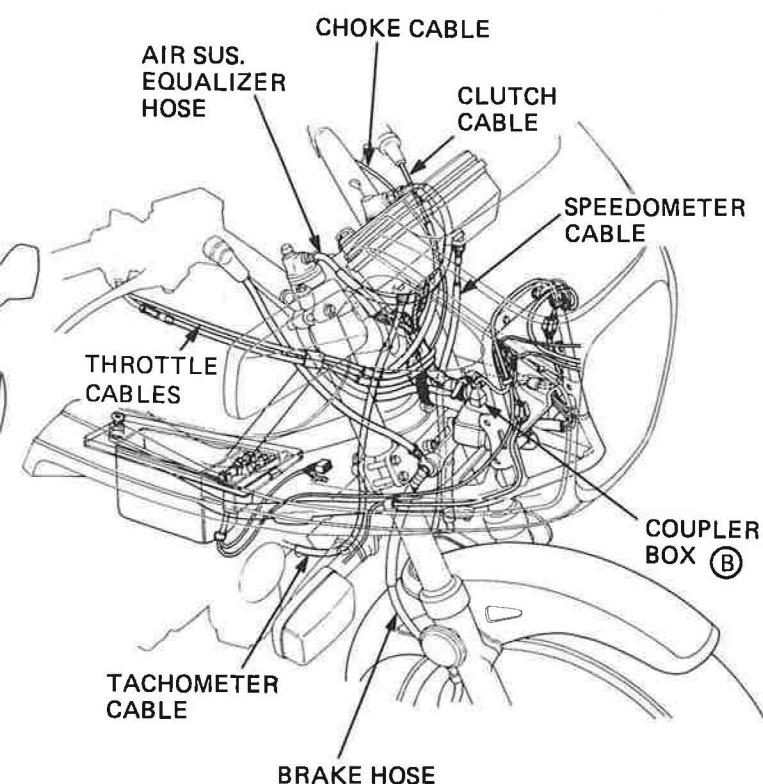 CHOKE CABLE
AIR SUS.
EQUALIZER
HOSE
CLUTCH
CABLE
SPEEDOMETER
CABLE
THROTTLE
CABLES
COUPLER
BOX Ⓑ
TACHOMETER
CABLE
BRAKE HOSE